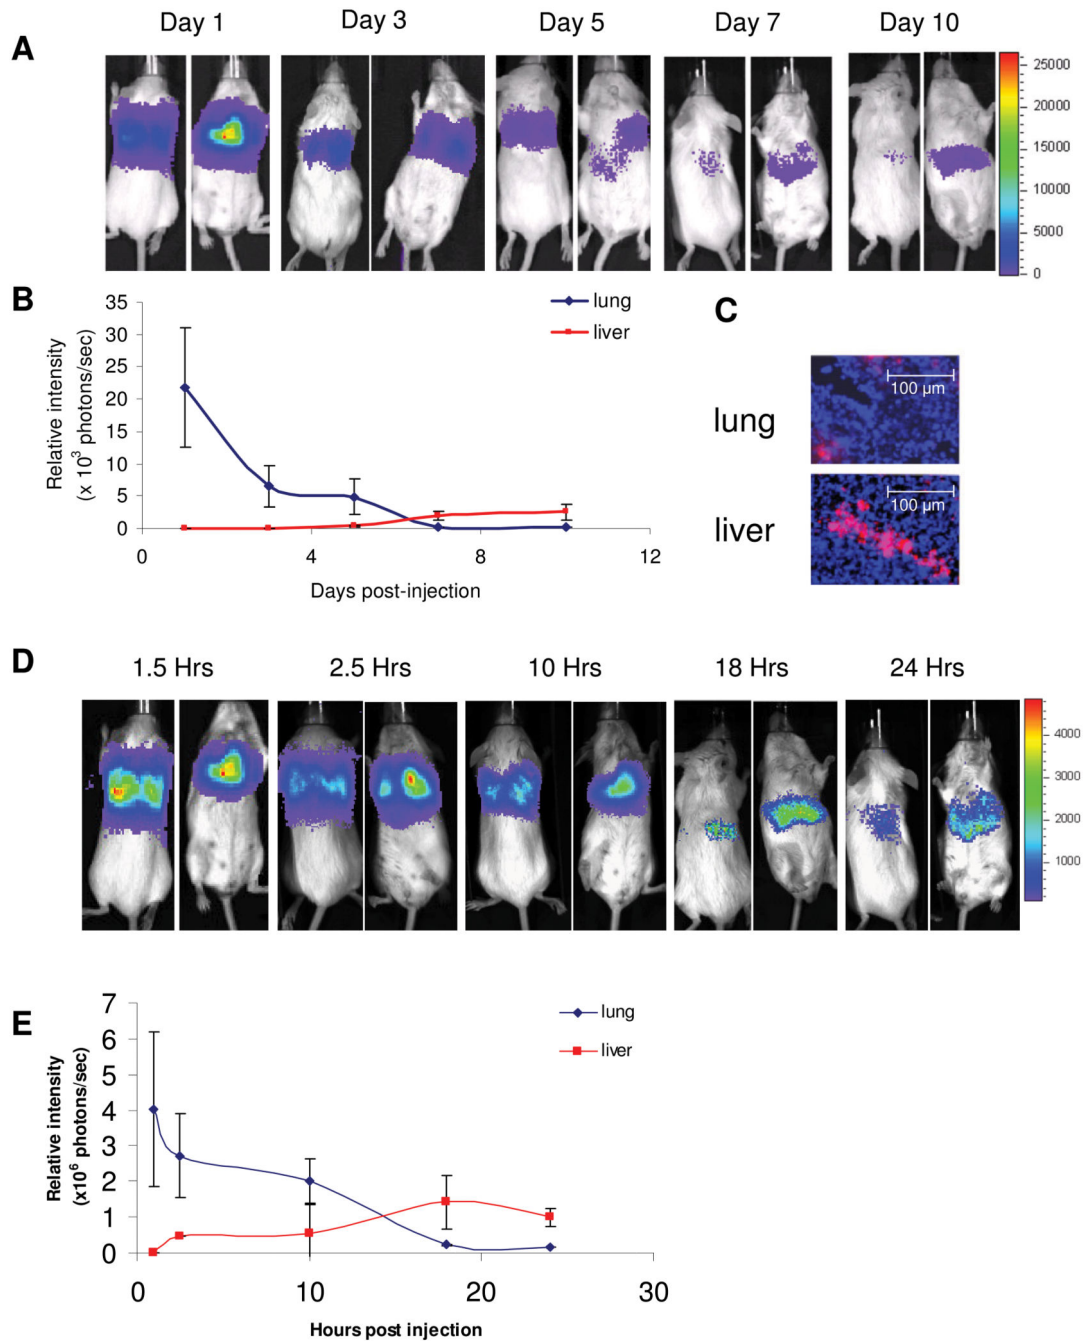 Day 1 Day 3 Day 5 Day 7 Day 10
A
25000
20000
15000
10000
5000
0
B
35
30
25
20
15
10
5
0
Relative intensity
(x 10³ photons/sec)
0 4 8 12
Days post-injection
lung
liver
C
lung
100 µm
liver
100 µm
D
1.5 Hrs 2.5 Hrs 10 Hrs 18 Hrs 24 Hrs
4000
3000
2000
1000
E
7
6
5
4
3
2
1
0
Relative intensity
(x10⁶ photons/sec)
0 10 20 30
Hours post injection
lung
liver